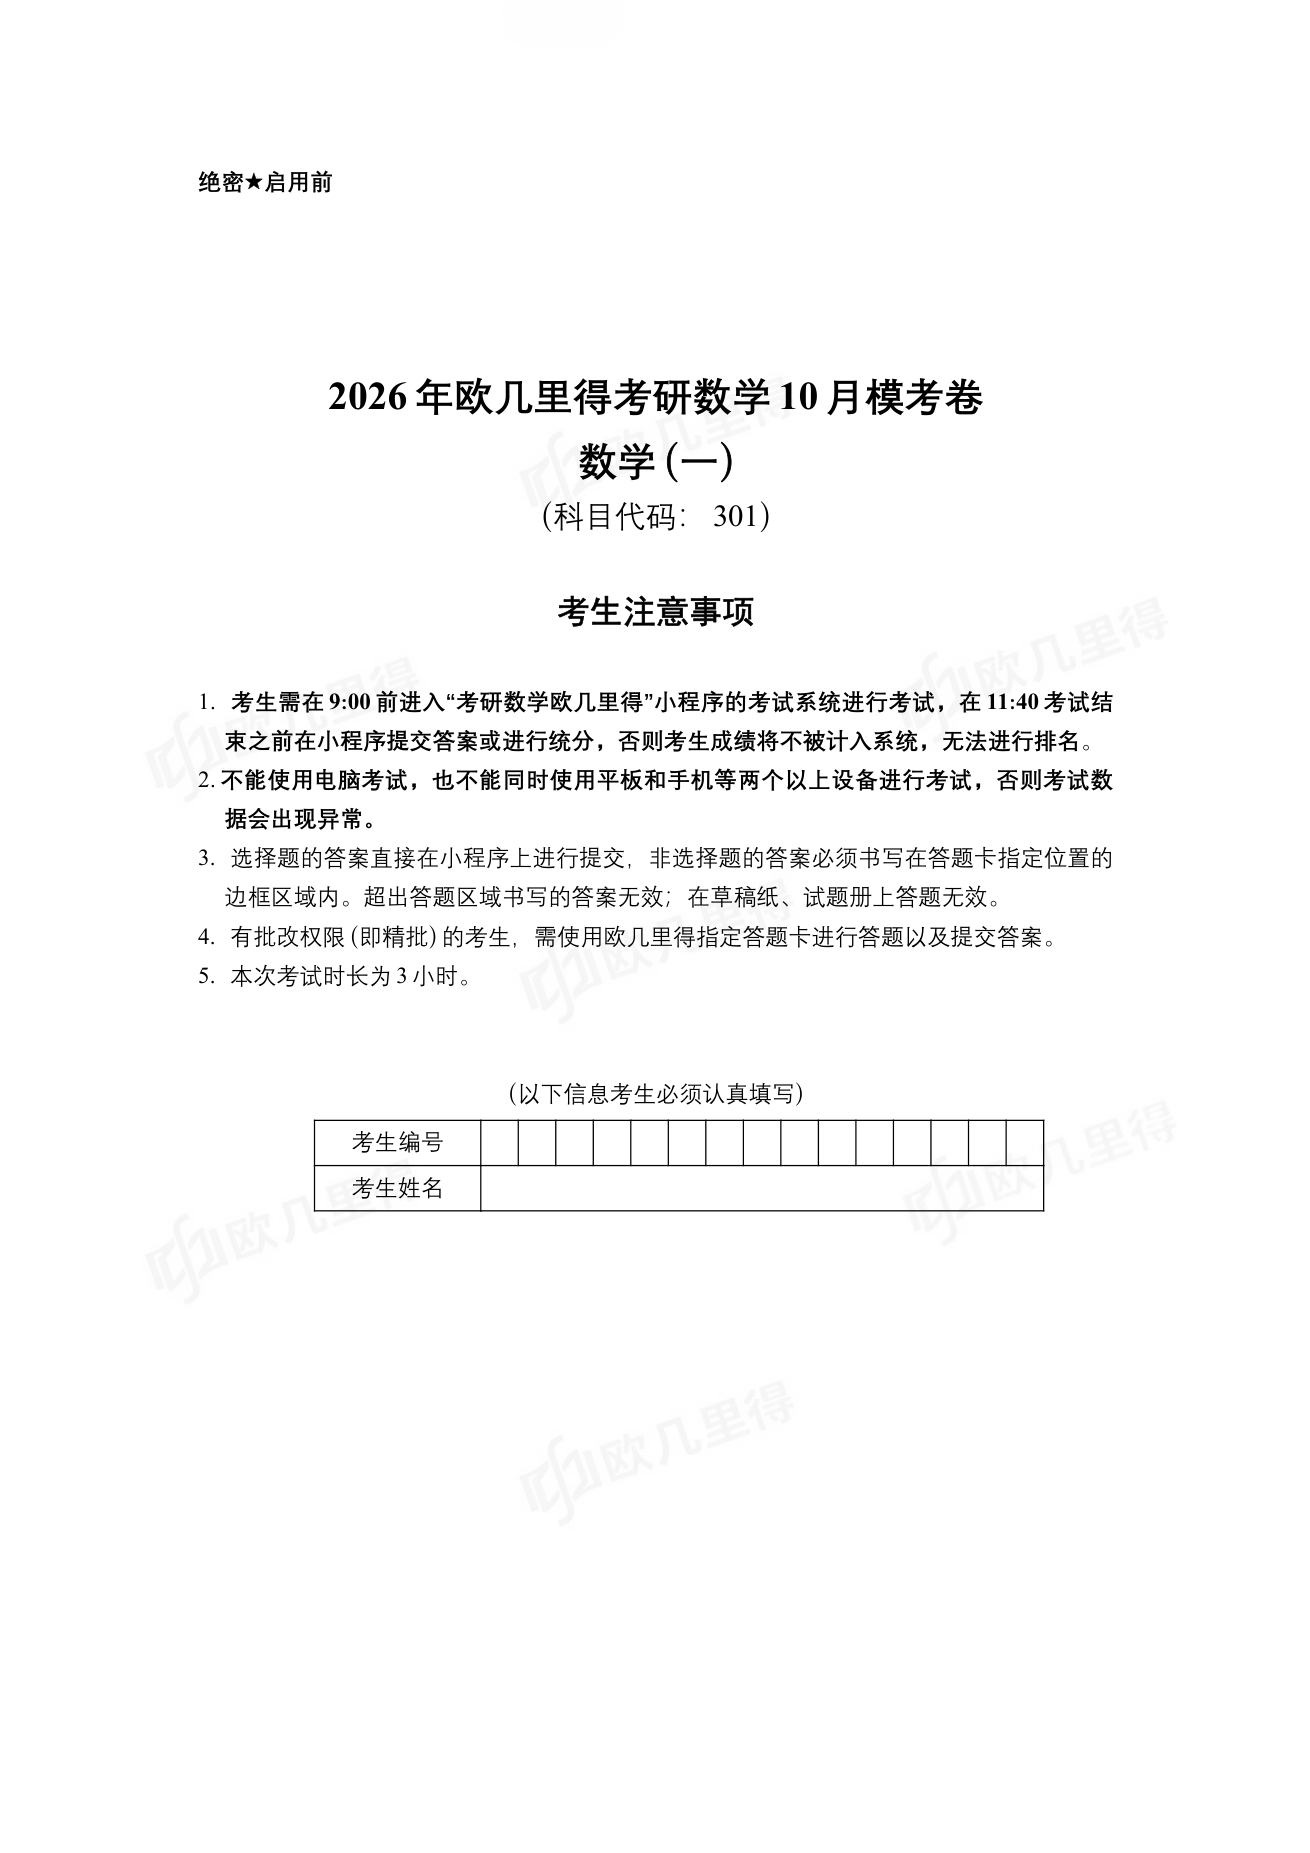 绝密★启用前
2026年欧几里得考研数学10月模考卷
数学(一)
(科目代码： 301)
考生注意事项
1. 考生需在9:00前进入“考研数学欧几里得”小程序的考试系统进行考试，在11:40考试结
束之前在小程序提交答案或进行统分，否则考生成绩将不被计入系统，无法进行排名。
2. 不能使用电脑考试，也不能同时使用平板和手机等两个以上设备进行考试，否则考试数
据会出现异常。
3. 选择题的答案直接在小程序上进行提交，非选择题的答案必须书写在答题卡指定位置的
边框区域内。超出答题区域书写的答案无效；在草稿纸、试题册上答题无效。
4. 有批改权限(即精批)的考生，需使用欧几里得指定答题卡进行答题以及提交答案。
5. 本次考试时长为3小时。
(以下信息考生必须认真填写)
考生编号
考生姓名
欧几里得
欧几里得
欧几里得
欧几里得
欧几里得
欧几里得
欧几里得